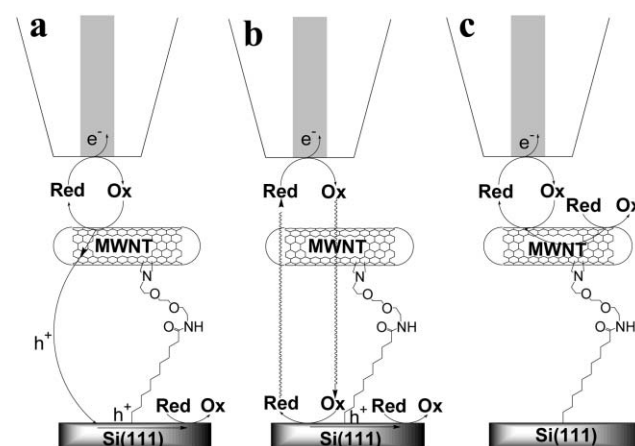 a b c
e⁻ e⁻ e⁻
Red Ox Red Ox Red Ox
Red Ox
MWNT MWNT MWNT
N N N
O O O
O O O
h⁺ O NH O NH O NH
h⁺ Red Ox Red Ox h⁺ Red Ox
Si(111) Si(111) Si(111)